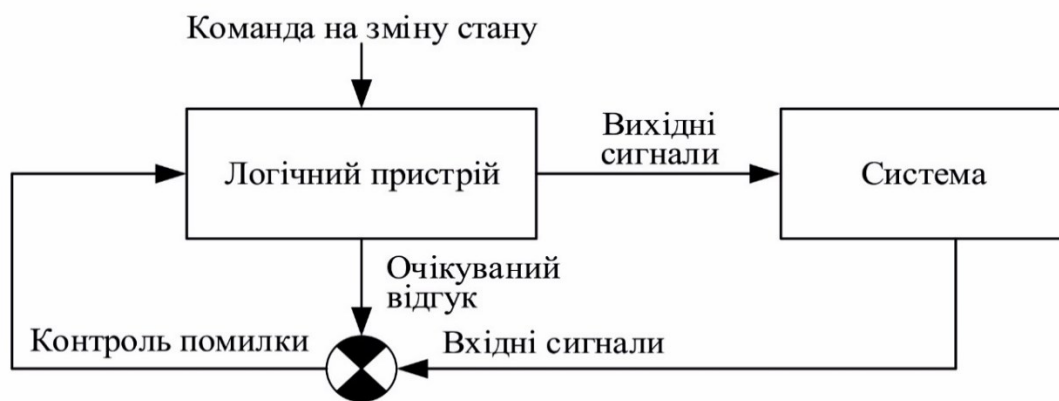 Команда на зміну стану
Вихідні
сигнали
Логічний пристрій
Система
Очікуваний
відгук
Контроль помилки
Вхідні сигнали